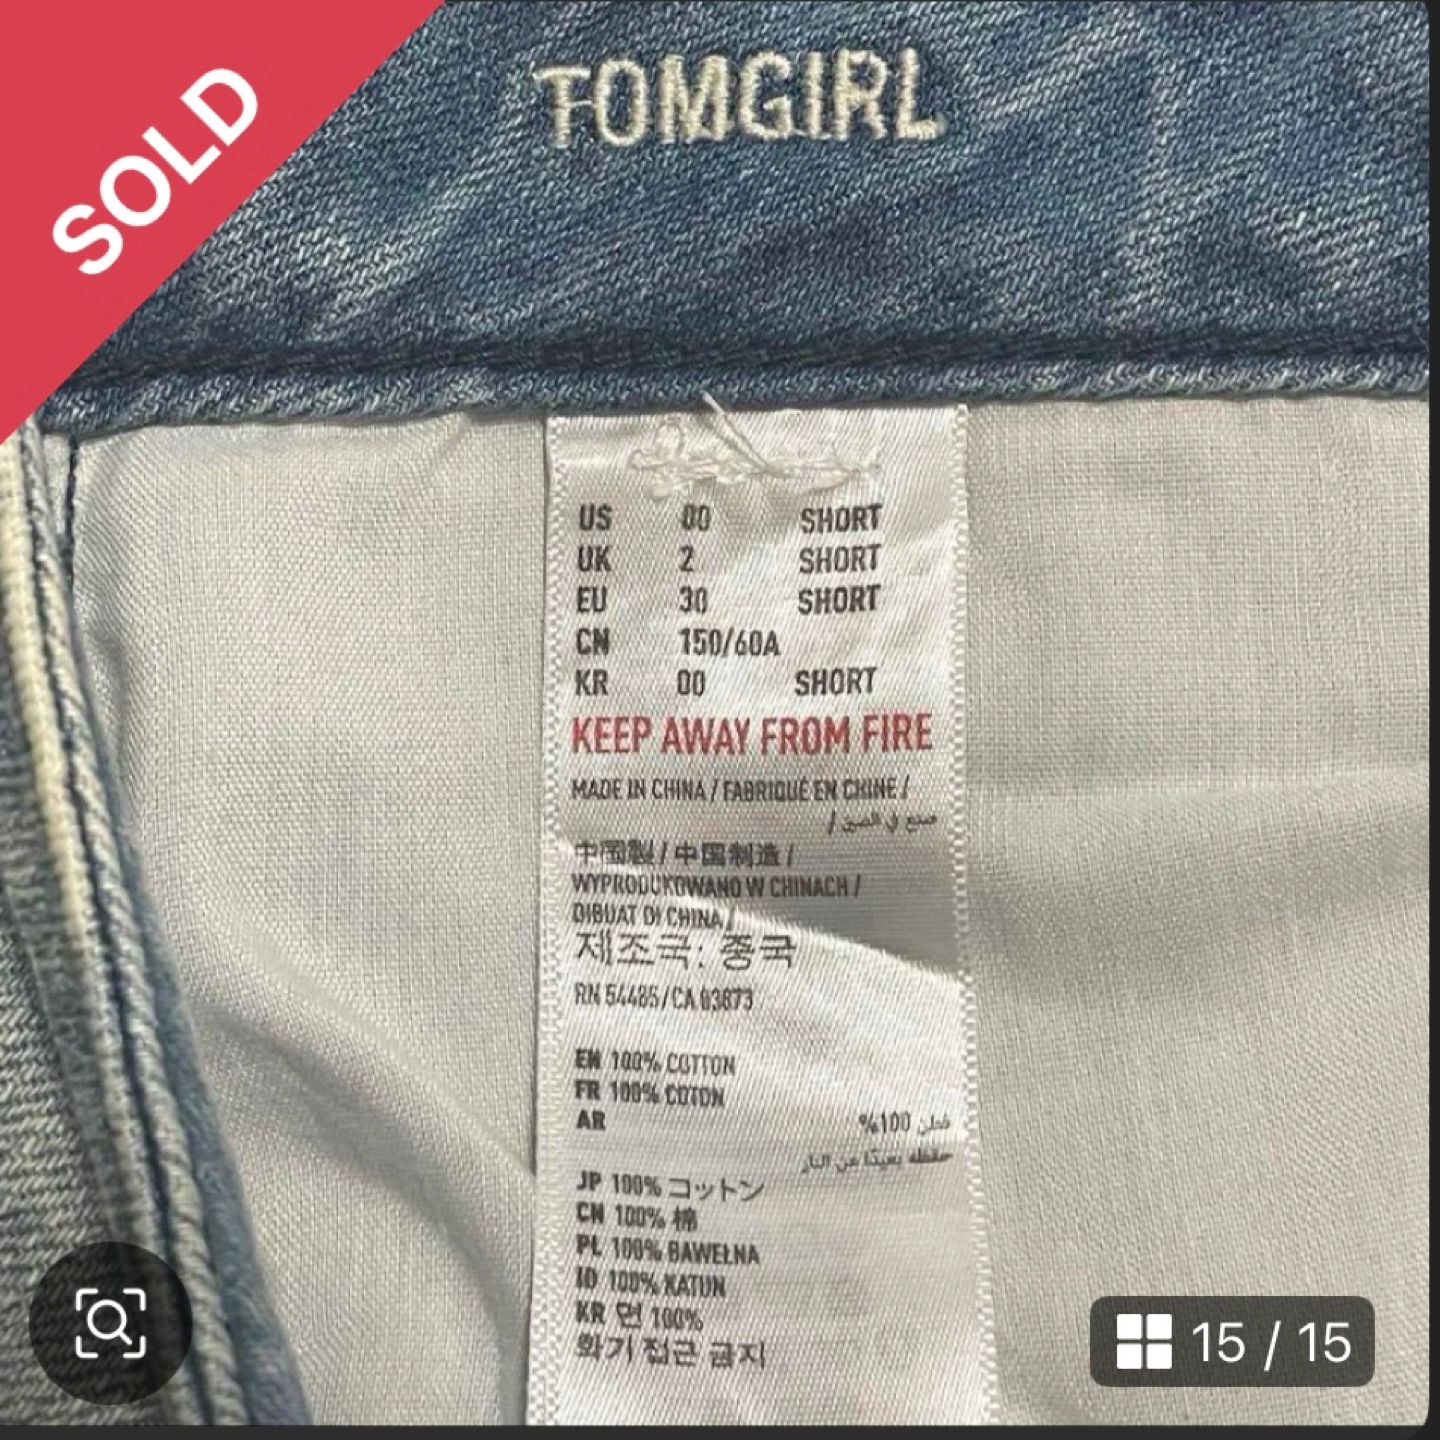 SOLD
TOMGIRL
US 00 SHORT
UK 2 SHORT
EU 30 SHORT
CN 150/60A
KR 00 SHORT
KEEP AWAY FROM FIRE
MADE IN CHINA / FABRIQUÉ EN CHINE /
صنع في الصين /
中国製 / 中国制造 /
WYPRODUKOWANO W CHINACH /
DIBUAT DI CHINA /
제조국: 중국
RN 54485/CA 03873
EN 100% COTTON
FR 100% COTON
AR قطن 100%
حفظه بعيدًا عن النار
JP 100% コットン
CN 100% 棉
PL 100% BAWEŁNA
ID 100% KATUN
KR 면 100%
화기 접근 금지
15 / 15